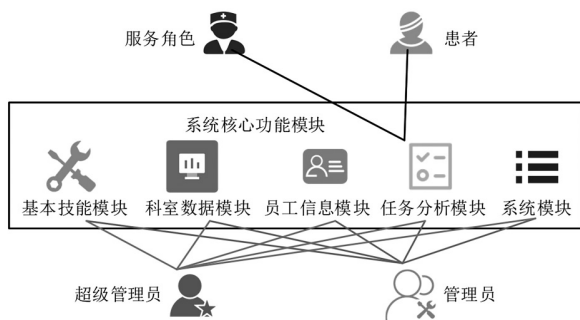 服务角色
患者
系统核心功能模块
基本技能模块 科室数据模块 员工信息模块 任务分析模块 系统模块
超级管理员
管理员